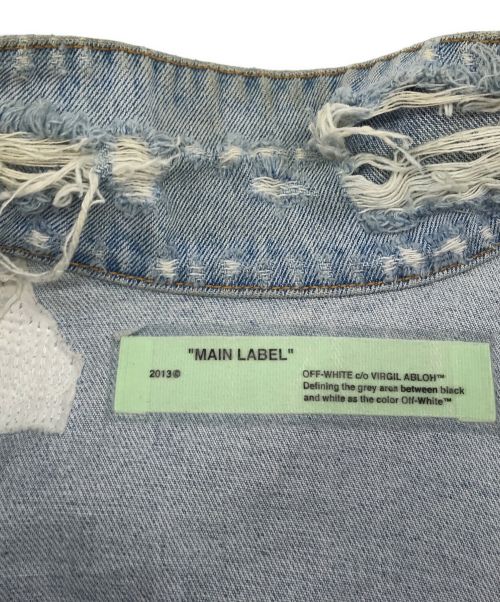 "MAIN LABEL"
2013©
OFF-WHITE c/o VIRGIL ABLOH™
Defining the grey area between black
and white as the color Off-White™